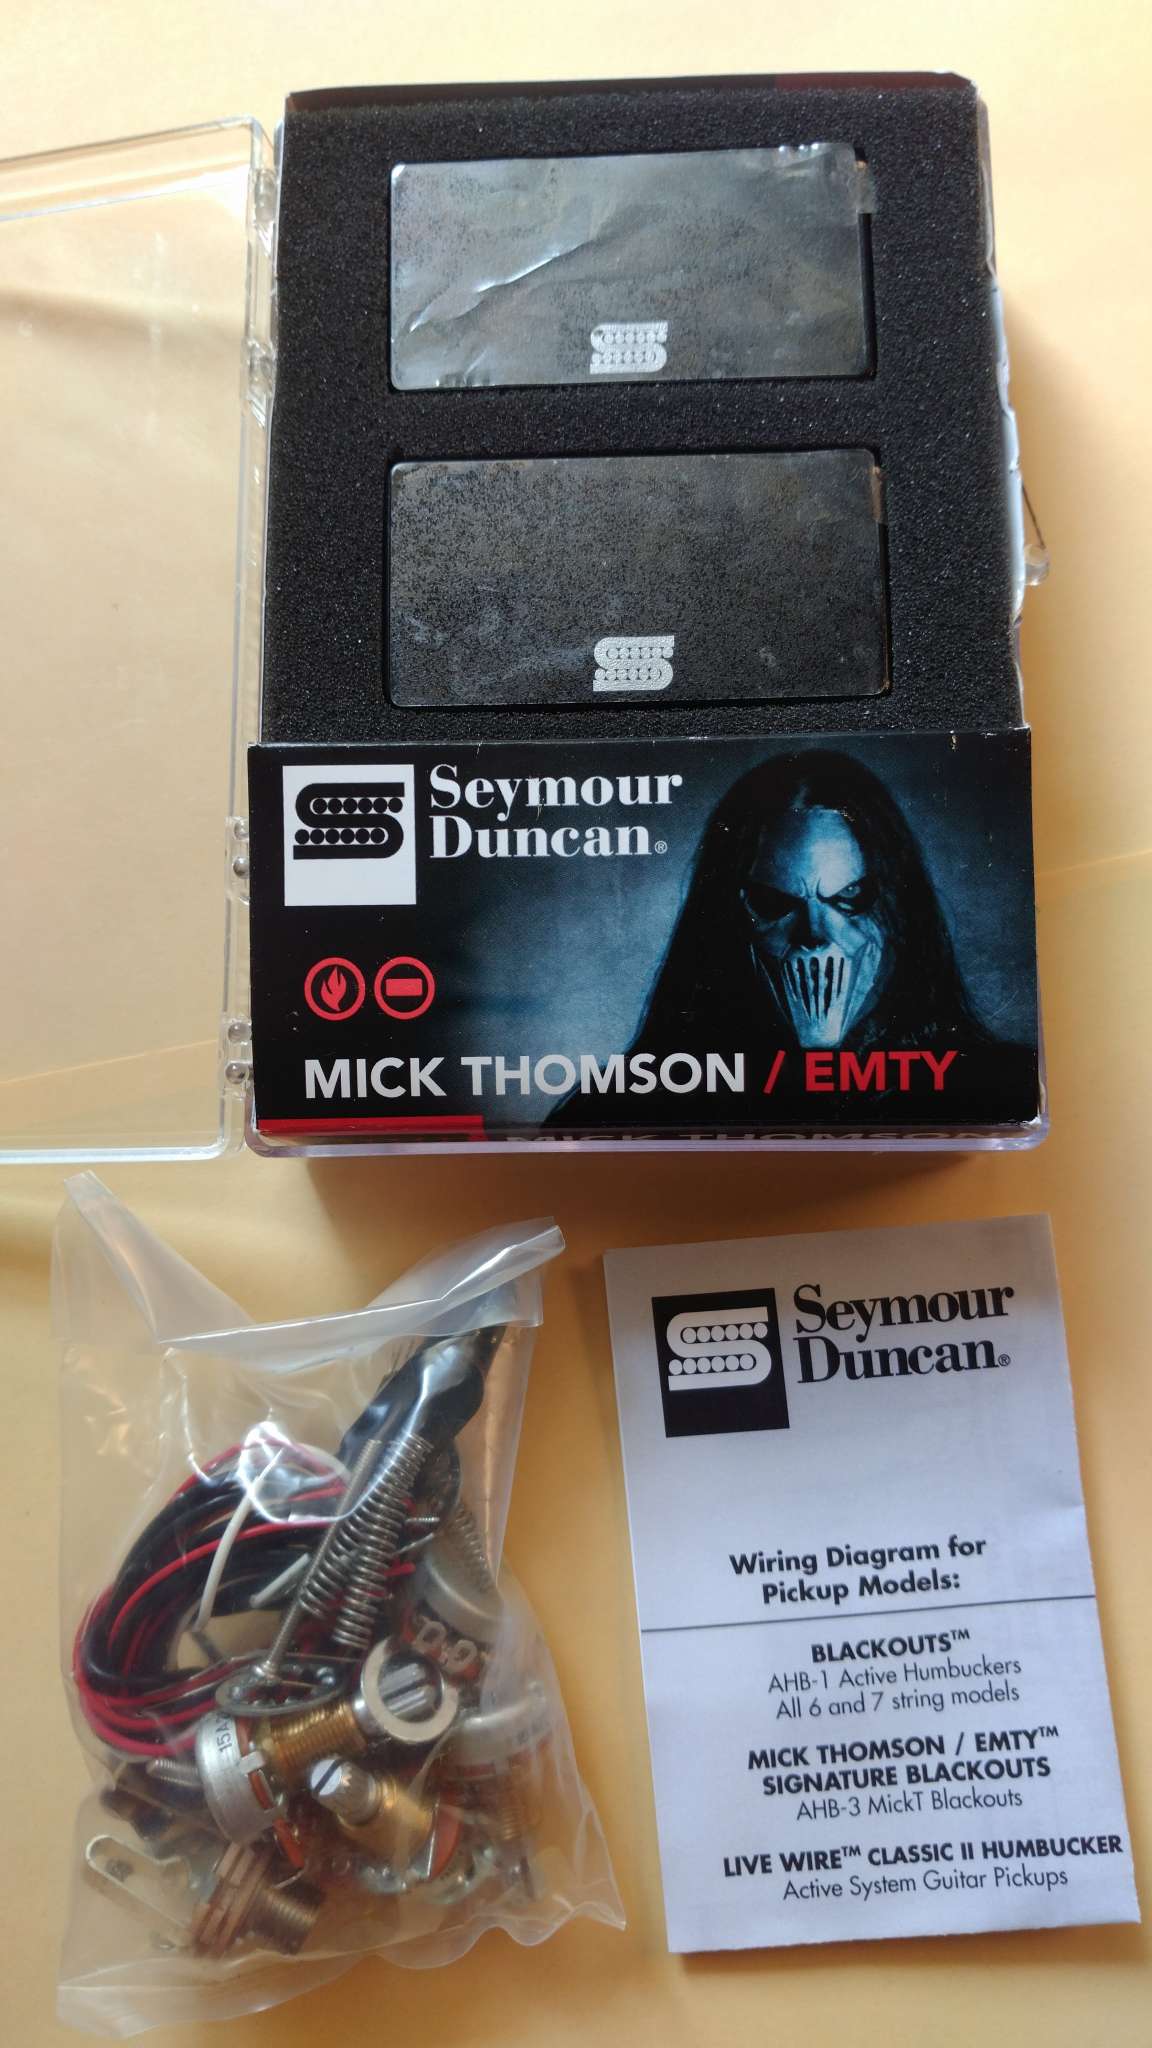 Seymour
Duncan®
MICK THOMSON / EMTY
MICK THOMSON
Seymour
Duncan®
Wiring Diagram for
Pickup Models:
BLACKOUTS™
AHB-1 Active Humbuckers
All 6 and 7 string models
MICK THOMSON / EMTY™
SIGNATURE BLACKOUTS
AHB-3 MickT Blackouts
LIVE WIRE™ CLASSIC II HUMBUCKER
Active System Guitar Pickups